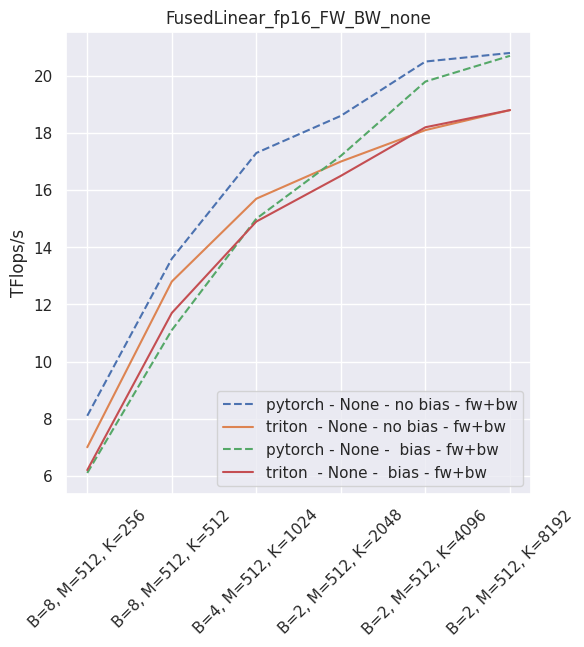 FusedLinear_fp16_FW_BW_none
TFlops/s
20
18
16
14
12
10
8
6
pytorch - None - no bias - fw+bw
triton  - None - no bias - fw+bw
pytorch - None -  bias - fw+bw
triton  - None -  bias - fw+bw
B=8, M=512, K=256
B=8, M=512, K=512
B=4, M=512, K=1024
B=2, M=512, K=2048
B=2, M=512, K=4096
B=2, M=512, K=8192